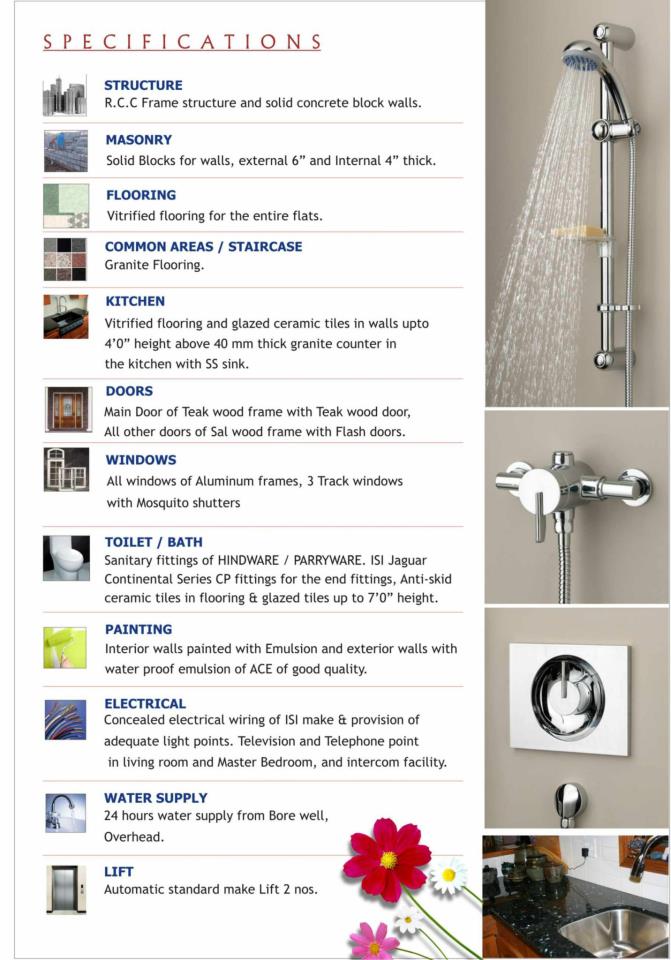 SPECIFICATIONS
STRUCTURE
R.C.C Frame structure and solid concrete block walls.
MASONRY
Solid Blocks for walls, external 6” and Internal 4” thick.
FLOORING
Vitrified flooring for the entire flats.
COMMON AREAS / STAIRCASE
Granite Flooring.
KITCHEN
Vitrified flooring and glazed ceramic tiles in walls upto
4’0” height above 40 mm thick granite counter in
the kitchen with SS sink.
DOORS
Main Door of Teak wood frame with Teak wood door,
All other doors of Sal wood frame with Flash doors.
WINDOWS
All windows of Aluminum frames, 3 Track windows
with Mosquito shutters
TOILET / BATH
Sanitary fittings of HINDWARE / PARRYWARE. ISI Jaguar
Continental Series CP fittings for the end fittings, Anti-skid
ceramic tiles in flooring & glazed tiles up to 7’0” height.
PAINTING
Interior walls painted with Emulsion and exterior walls with
water proof emulsion of ACE of good quality.
ELECTRICAL
Concealed electrical wiring of ISI make & provision of
adequate light points. Television and Telephone point
in living room and Master Bedroom, and intercom facility.
WATER SUPPLY
24 hours water supply from Bore well,
Overhead.
LIFT
Automatic standard make Lift 2 nos.